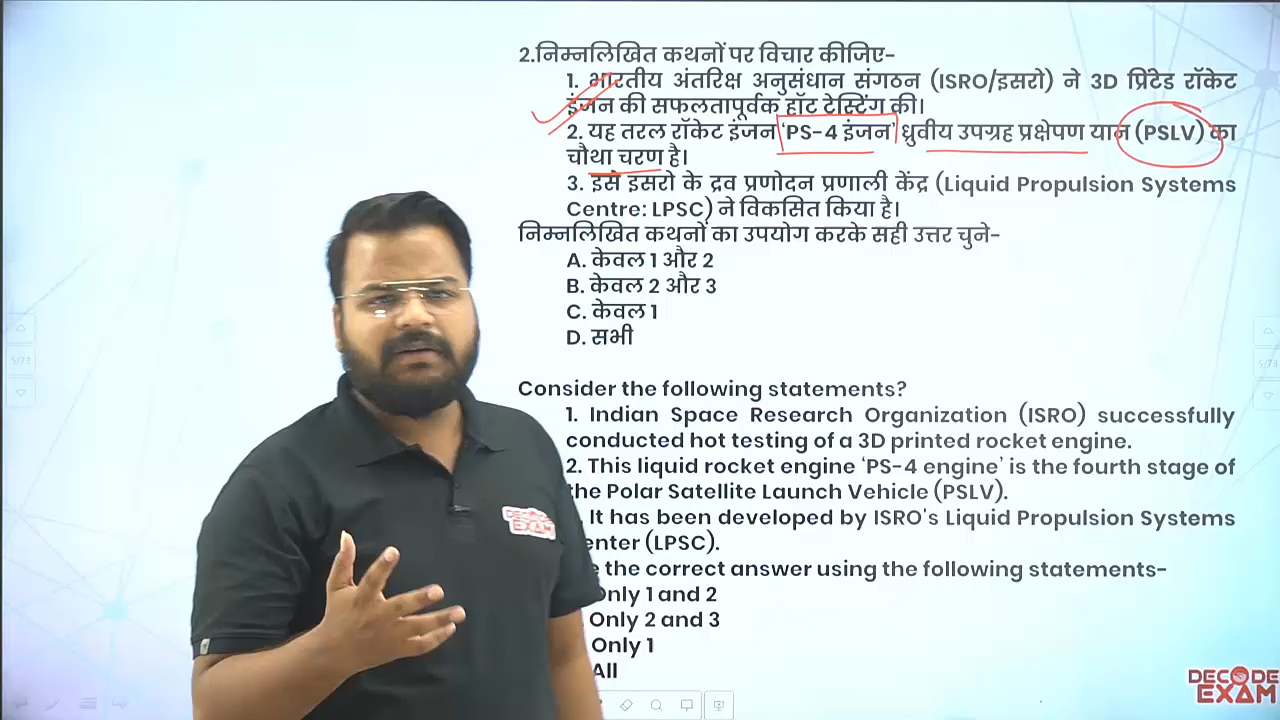 2.निम्नलिखित कथनों पर विचार कीजिए-
1. भारतीय अंतरिक्ष अनुसंधान संगठन (ISRO/इसरो) ने 3D प्रिंटेड रॉकेट
इंजन की सफलतापूर्वक हॉट टेस्टिंग की।
2. यह तरल रॉकेट इंजन 'PS-4 इंजन' ध्रुवीय उपग्रह प्रक्षेपण यान (PSLV) का
चौथा चरण है।
3. इसे इसरो के द्रव प्रणोदन प्रणाली केंद्र (Liquid Propulsion Systems
Centre: LPSC) ने विकसित किया है।
निम्नलिखित कथनों का उपयोग करके सही उत्तर चुने-
A. केवल 1 और 2
B. केवल 2 और 3
C. केवल 1
D. सभी
Consider the following statements?
1. Indian Space Research Organization (ISRO) successfully
conducted hot testing of a 3D printed rocket engine.
2. This liquid rocket engine 'PS-4 engine' is the fourth stage of
the Polar Satellite Launch Vehicle (PSLV).
It has been developed by ISRO's Liquid Propulsion Systems
enter (LPSC).
the correct answer using the following statements-
Only 1 and 2
Only 2 and 3
Only 1
All
5/73
DECODE
EXAM
DECODE
EXAM